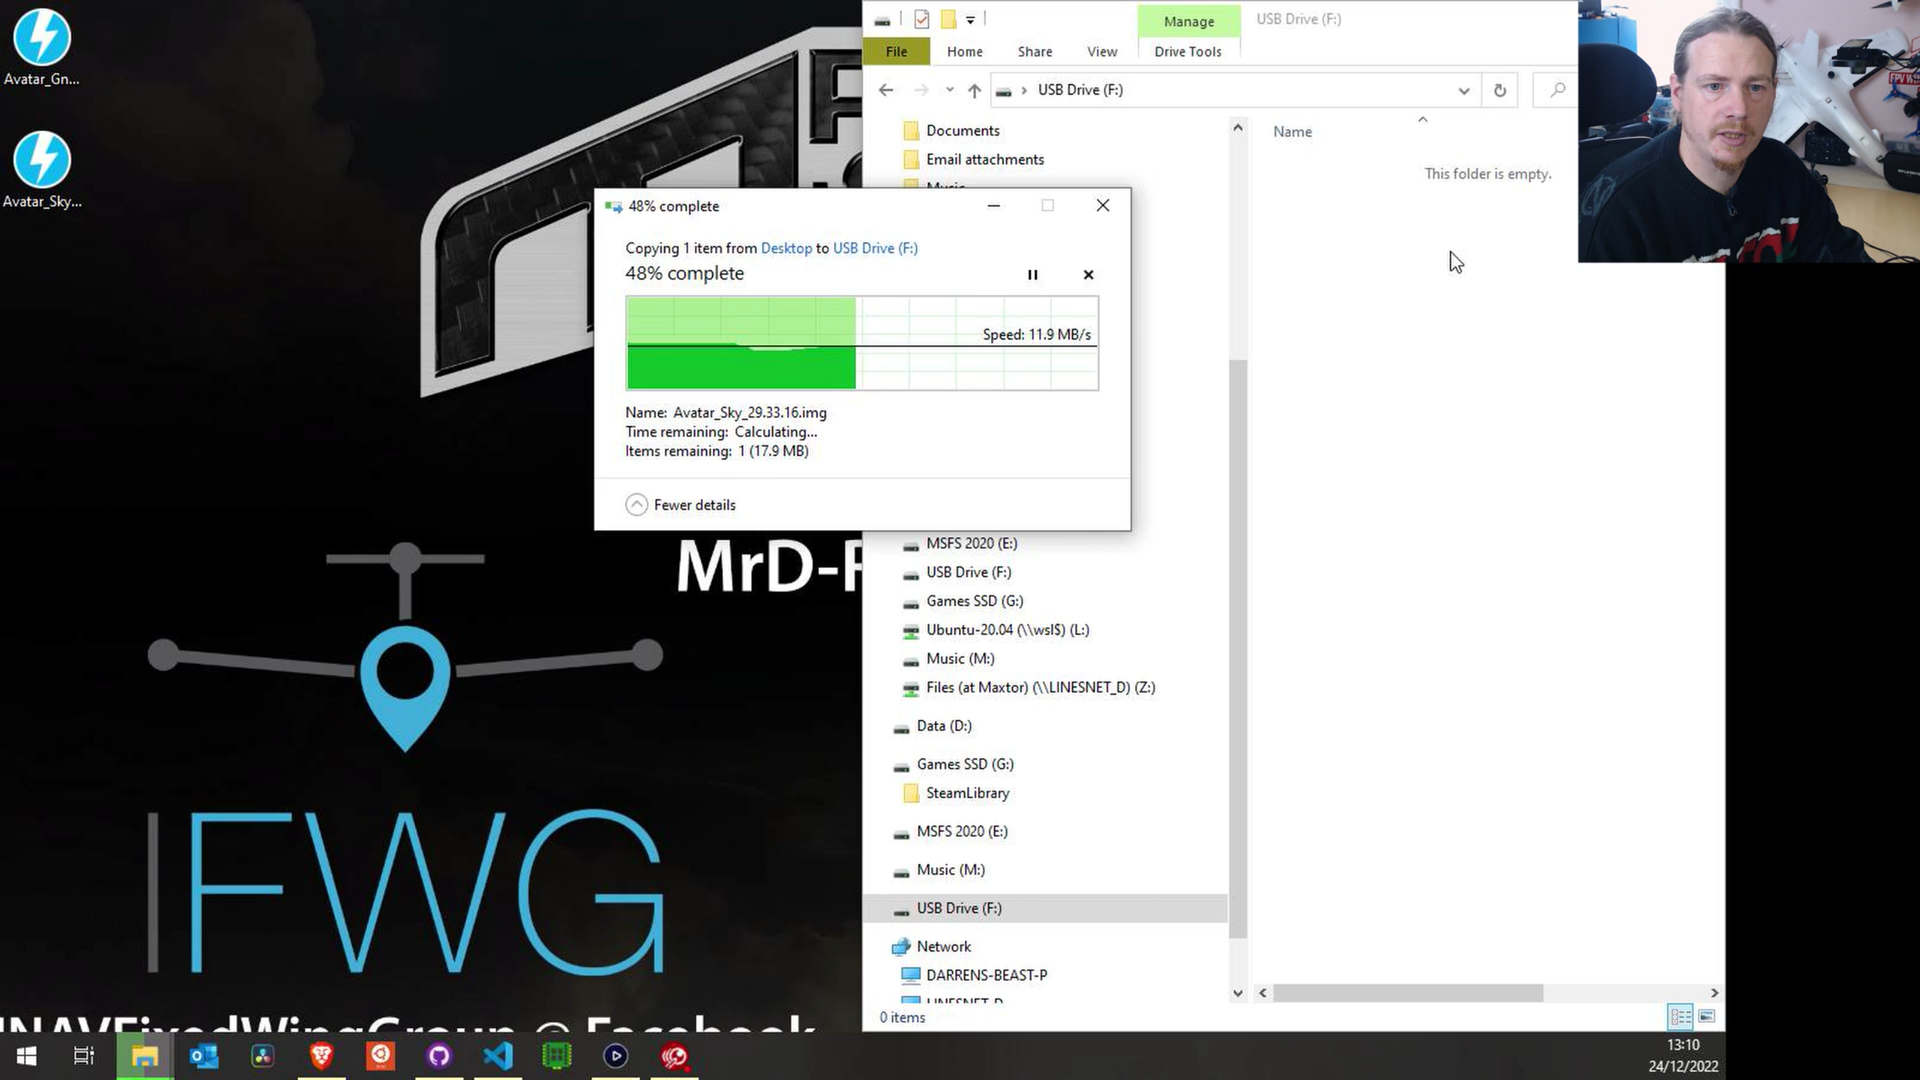 Avatar_Gn...
Avatar_Sky...
MrD-F
IFWG
INAVFixedWingGroup @ Facebook
Manage
USB Drive (F:)
File
Home
Share
View
Drive Tools
USB Drive (F:)
Documents
Email attachments
Music
Name
This folder is empty.
48% complete
Copying 1 item from Desktop to USB Drive (F:)
48% complete
Speed: 11.9 MB/s
Name: Avatar_Sky_29.33.16.img
Time remaining: Calculating...
Items remaining: 1 (17.9 MB)
Fewer details
MSFS 2020 (E:)
USB Drive (F:)
Games SSD (G:)
Ubuntu-20.04 (\\wsl$) (L:)
Music (M:)
Files (at Maxtor) (\\LINESNET_D) (Z:)
Data (D:)
Games SSD (G:)
SteamLibrary
MSFS 2020 (E:)
Music (M:)
USB Drive (F:)
Network
DARRENS-BEAST-P
LINESNET_D
0 items
13:10
24/12/2022